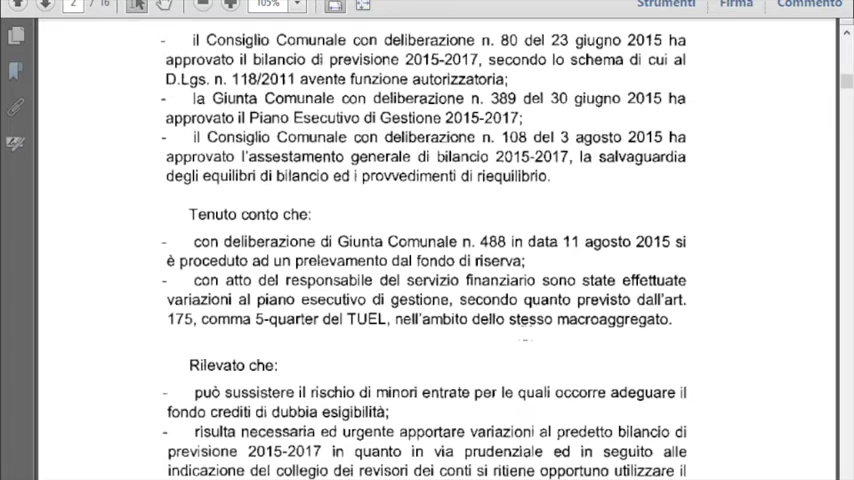 2 / 16
105%
Strumenti
Firma
Commento
- il Consiglio Comunale con deliberazione n. 80 del 23 giugno 2015 ha
approvato il bilancio di previsione 2015-2017, secondo lo schema di cui al
D.Lgs. n. 118/2011 avente funzione autorizzatoria;
- la Giunta Comunale con deliberazione n. 389 del 30 giugno 2015 ha
approvato il Piano Esecutivo di Gestione 2015-2017;
- il Consiglio Comunale con deliberazione n. 108 del 3 agosto 2015 ha
approvato l'assestamento generale di bilancio 2015-2017, la salvaguardia
degli equilibri di bilancio ed i provvedimenti di riequilibrio.
Tenuto conto che:
- con deliberazione di Giunta Comunale n. 488 in data 11 agosto 2015 si
è proceduto ad un prelevamento dal fondo di riserva;
- con atto del responsabile del servizio finanziario sono state effettuate
variazioni al piano esecutivo di gestione, secondo quanto previsto dall'art.
175, comma 5-quarter del TUEL, nell'ambito dello stesso macroaggregato.
Rilevato che:
- può sussistere il rischio di minori entrate per le quali occorre adeguare il
fondo crediti di dubbia esigibilità;
- risulta necessaria ed urgente apportare variazioni al predetto bilancio di
previsione 2015-2017 in quanto in via prudenziale ed in seguito alle
indicazione del collegio dei revisori dei conti si ritiene opportuno utilizzare il